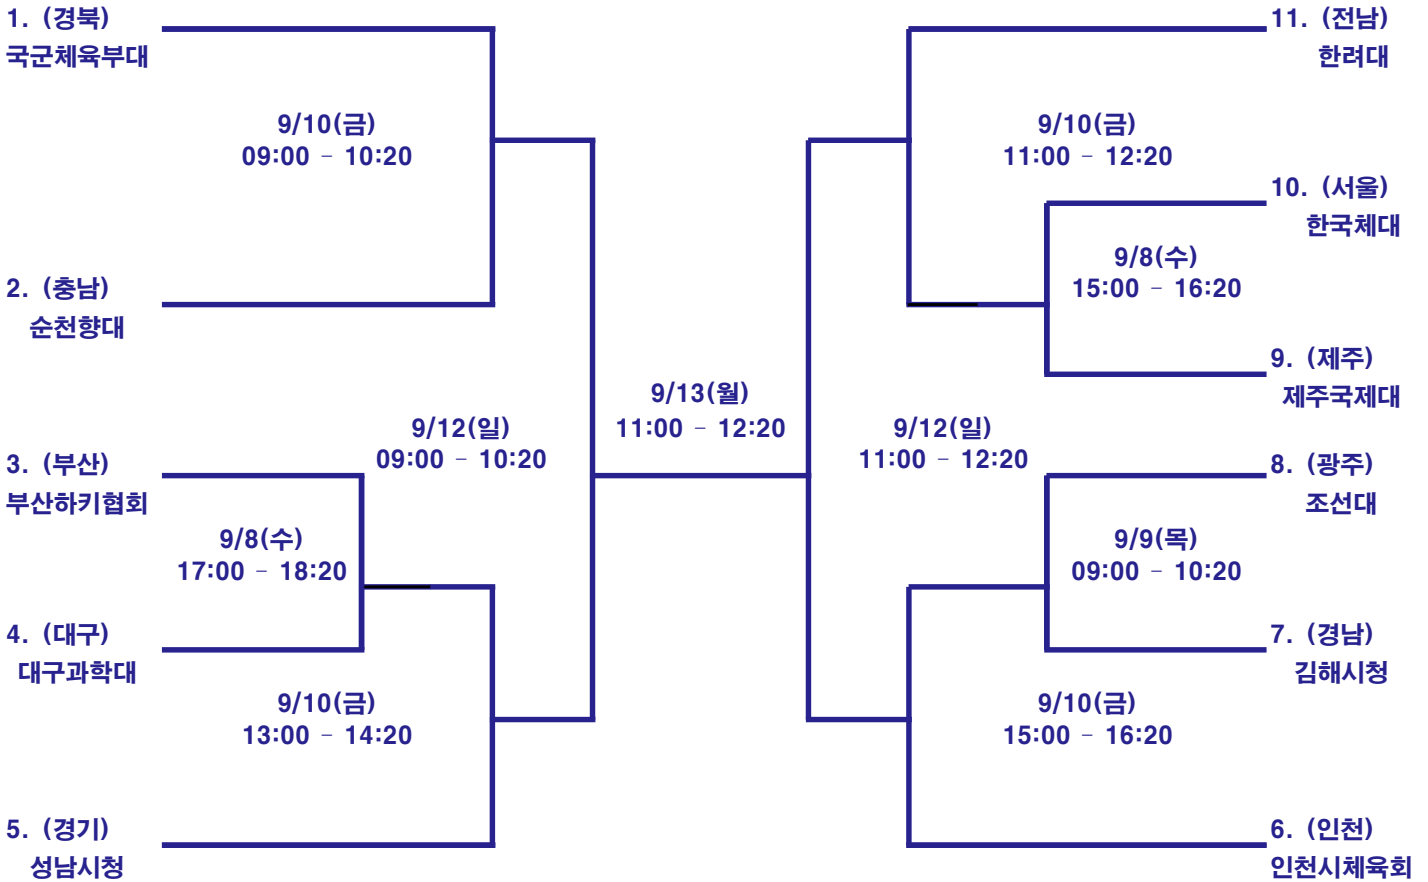 1. (경북)
국군체육부대
9/10(금)
09:00 - 10:20
2. (충남)
순천향대
3. (부산)
부산하키협회
9/8(수)
17:00 - 18:20
4. (대구)
대구과학대
9/10(금)
13:00 - 14:20
5. (경기)
성남시청
9/12(일)
09:00 - 10:20
9/13(월)
11:00 - 12:20
9/12(일)
11:00 - 12:20
11. (전남)
한려대
9/10(금)
11:00 - 12:20
10. (서울)
한국체대
9/8(수)
15:00 - 16:20
9. (제주)
제주국제대
8. (광주)
조선대
9/9(목)
09:00 - 10:20
7. (경남)
김해시청
9/10(금)
15:00 - 16:20
6. (인천)
인천시체육회